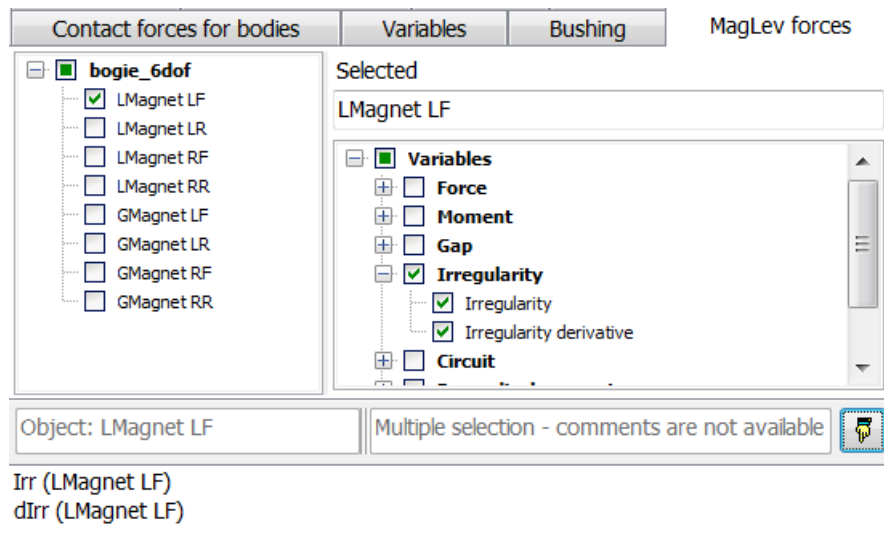 Contact forces for bodies
Variables
Bushing
MagLev forces
bogie_6dof
LMagnet LF
LMagnet LR
LMagnet RF
LMagnet RR
GMagnet LF
GMagnet LR
GMagnet RF
GMagnet RR
Selected
LMagnet LF
Variables
Force
Moment
Gap
Irregularity
Irregularity
Irregularity derivative
Circuit
Object: LMagnet LF
Multiple selection - comments are not available
Irr (LMagnet LF)
dIrr (LMagnet LF)